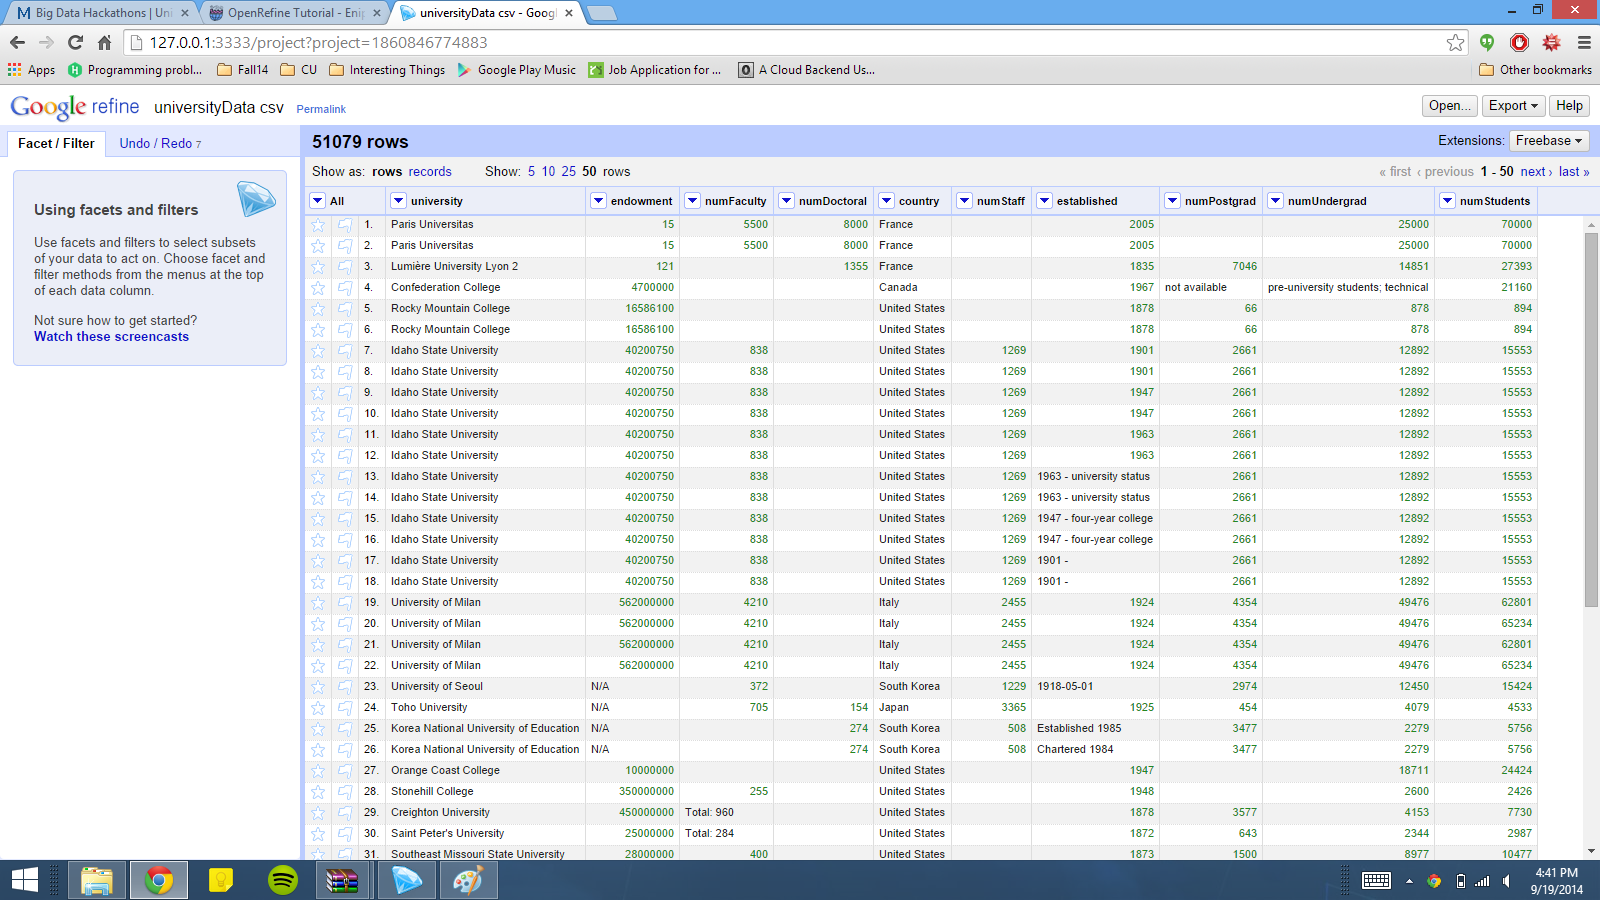 Big Data Hackathons | Uni
OpenRefine Tutorial - Enip
universityData csv - Googl
127.0.0.1:3333/project?project=1860846774883
Apps Programming probl... Fall14 CU Interesting Things Google Play Music Job Application for ... A Cloud Backend Us... Other bookmarks
Google refine universityData csv Permalink Open... Export Help
Facet / Filter Undo / Redo 7 51079 rows Extensions: Freebase
Show as: rows records Show: 5 10 25 50 rows « first ‹ previous 1 - 50 next › last »
Using facets and filters
Use facets and filters to select subsets
of your data to act on. Choose facet and
filter methods from the menus at the top
of each data column.
Not sure how to get started?
Watch these screencasts
All university endowment numFaculty numDoctoral country numStaff established numPostgrad numUndergrad numStudents
1. Paris Universitas 15 5500 8000 France 2005 25000 70000
2. Paris Universitas 15 5500 8000 France 2005 25000 70000
3. Lumière University Lyon 2 121 1355 France 1835 7046 14851 27393
4. Confederation College 4700000 Canada 1967 not available pre-university students; technical 21160
5. Rocky Mountain College 16586100 United States 1878 66 878 894
6. Rocky Mountain College 16586100 United States 1878 66 878 894
7. Idaho State University 40200750 838 United States 1269 1901 2661 12892 15553
8. Idaho State University 40200750 838 United States 1269 1901 2661 12892 15553
9. Idaho State University 40200750 838 United States 1269 1947 2661 12892 15553
10. Idaho State University 40200750 838 United States 1269 1947 2661 12892 15553
11. Idaho State University 40200750 838 United States 1269 1963 2661 12892 15553
12. Idaho State University 40200750 838 United States 1269 1963 2661 12892 15553
13. Idaho State University 40200750 838 United States 1269 1963 - university status 2661 12892 15553
14. Idaho State University 40200750 838 United States 1269 1963 - university status 2661 12892 15553
15. Idaho State University 40200750 838 United States 1269 1947 - four-year college 2661 12892 15553
16. Idaho State University 40200750 838 United States 1269 1947 - four-year college 2661 12892 15553
17. Idaho State University 40200750 838 United States 1269 1901 - 2661 12892 15553
18. Idaho State University 40200750 838 United States 1269 1901 - 2661 12892 15553
19. University of Milan 562000000 4210 Italy 2455 1924 4354 49476 62801
20. University of Milan 562000000 4210 Italy 2455 1924 4354 49476 65234
21. University of Milan 562000000 4210 Italy 2455 1924 4354 49476 62801
22. University of Milan 562000000 4210 Italy 2455 1924 4354 49476 65234
23. University of Seoul N/A 372 South Korea 1229 1918-05-01 2974 12450 15424
24. Toho University N/A 705 154 Japan 3365 1925 454 4079 4533
25. Korea National University of Education N/A 274 South Korea 508 Established 1985 3477 2279 5756
26. Korea National University of Education N/A 274 South Korea 508 Chartered 1984 3477 2279 5756
27. Orange Coast College 10000000 United States 1947 18711 24424
28. Stonehill College 350000000 255 United States 1948 2600 2426
29. Creighton University 450000000 Total: 960 United States 1878 3577 4153 7730
30. Saint Peter's University 25000000 Total: 284 United States 1872 643 2344 2987
31. Southeast Missouri State University 28000000 400 United States 1873 1500 8977 10477
4:41 PM
9/19/2014